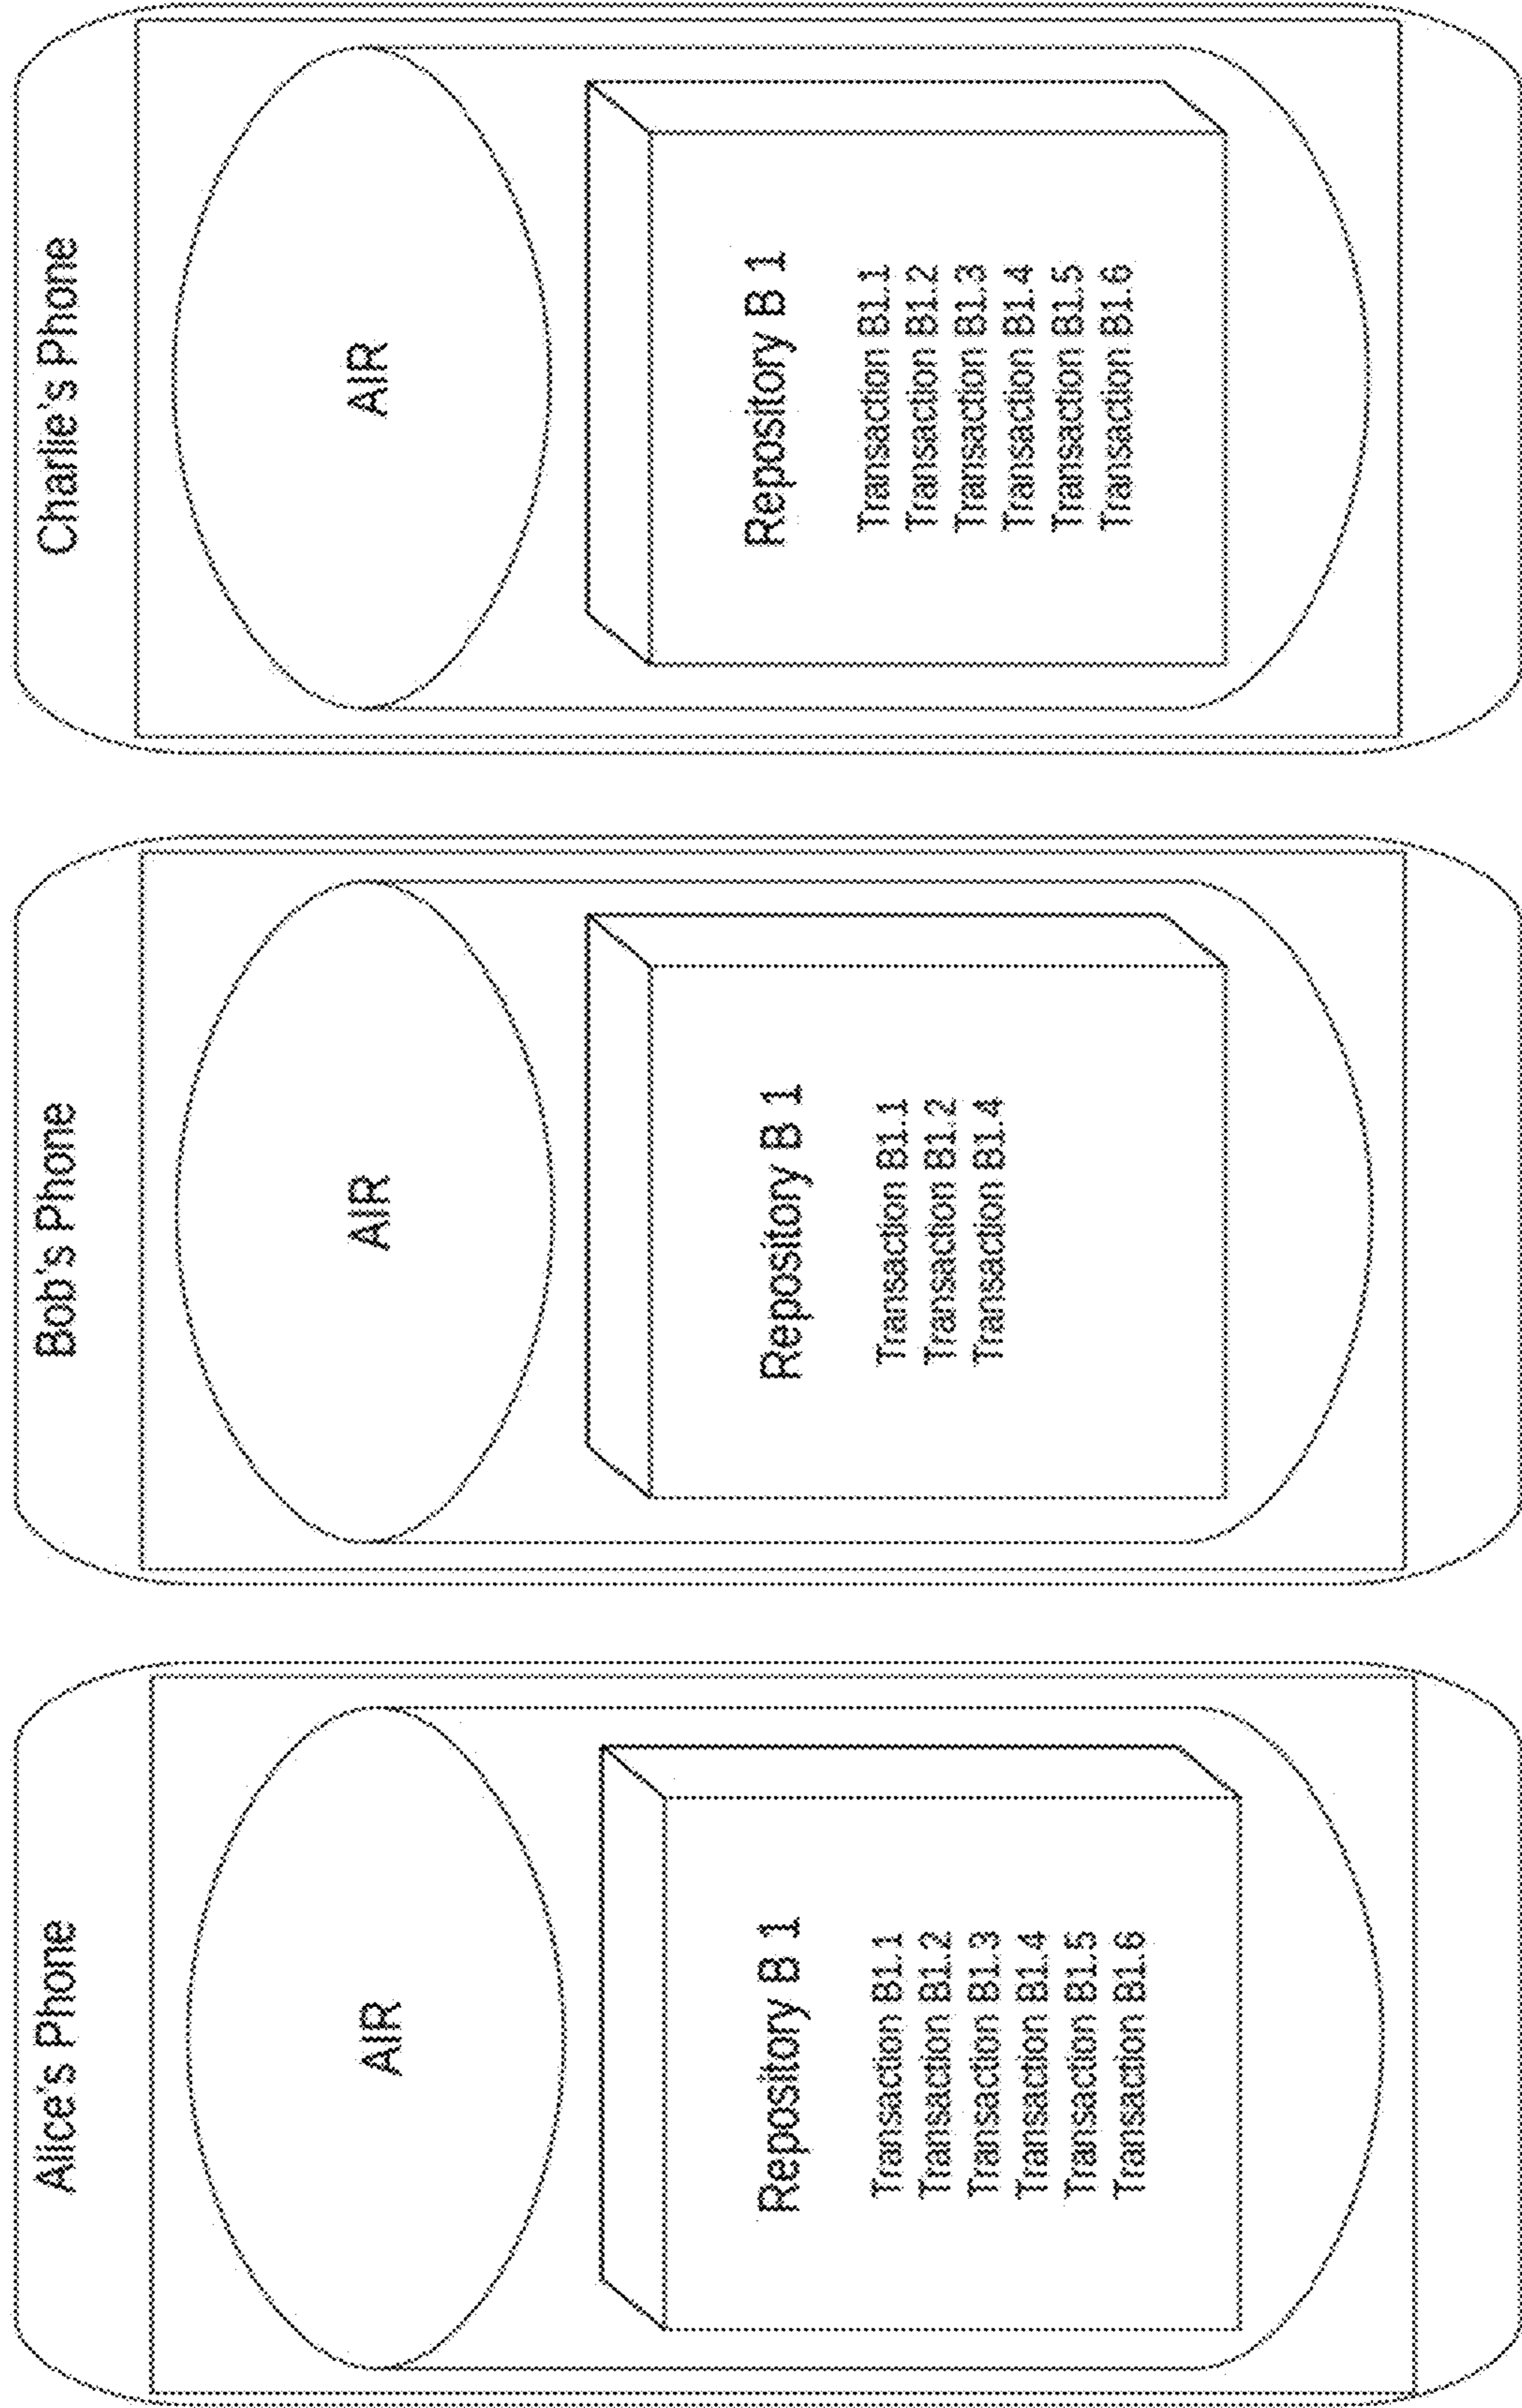 Alice's Phone
AIR
Repository B 1
Transaction B1.1
Transaction B1.2
Transaction B1.3
Transaction B1.4
Transaction B1.5
Transaction B1.6
Bob's Phone
AIR
Repository B 1
Transaction B1.1
Transaction B1.2
Transaction B1.4
Charlie's Phone
AIR
Repository B 1
Transaction B1.1
Transaction B1.2
Transaction B1.3
Transaction B1.4
Transaction B1.5
Transaction B1.6